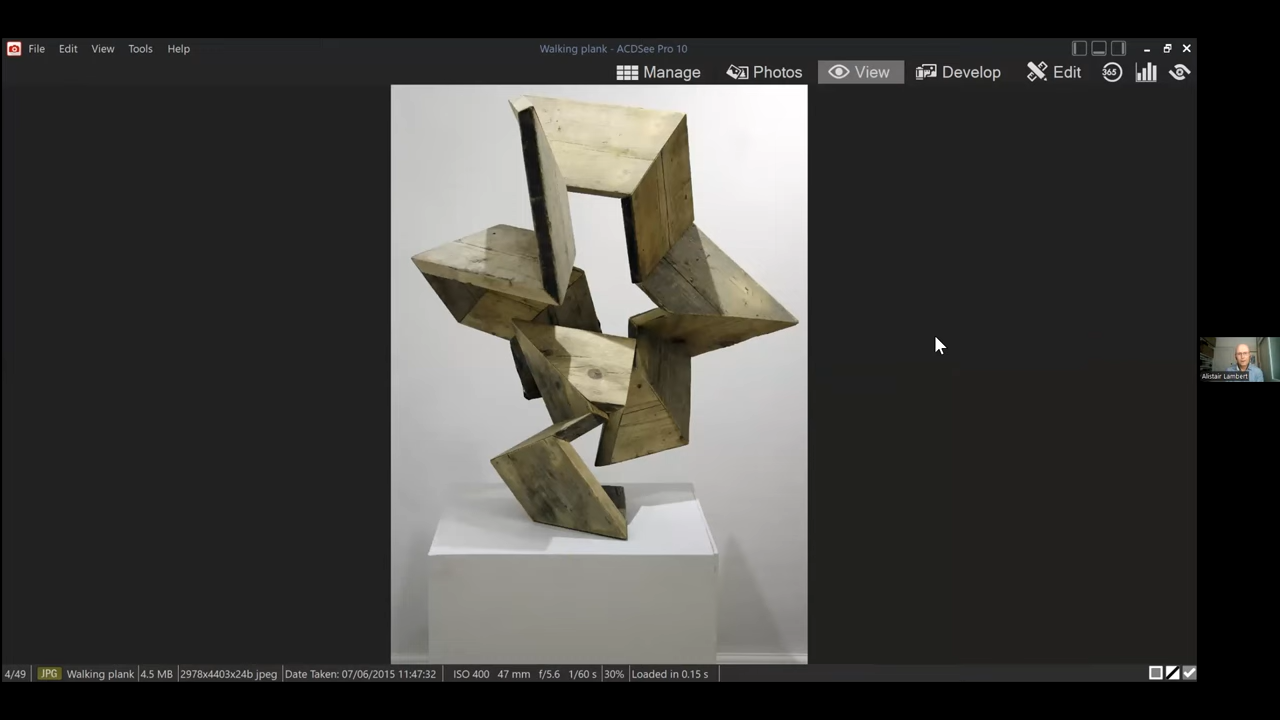 File Edit View Tools Help
Walking plank - ACDSee Pro 10
Manage Photos View Develop Edit 365
Alistair Lambert
4/49 JPG Walking plank 4.5 MB 2978x4403x24b jpeg Date Taken: 07/06/2015 11:47:32 ISO 400 47 mm f/5.6 1/60 s 30% Loaded in 0.15 s